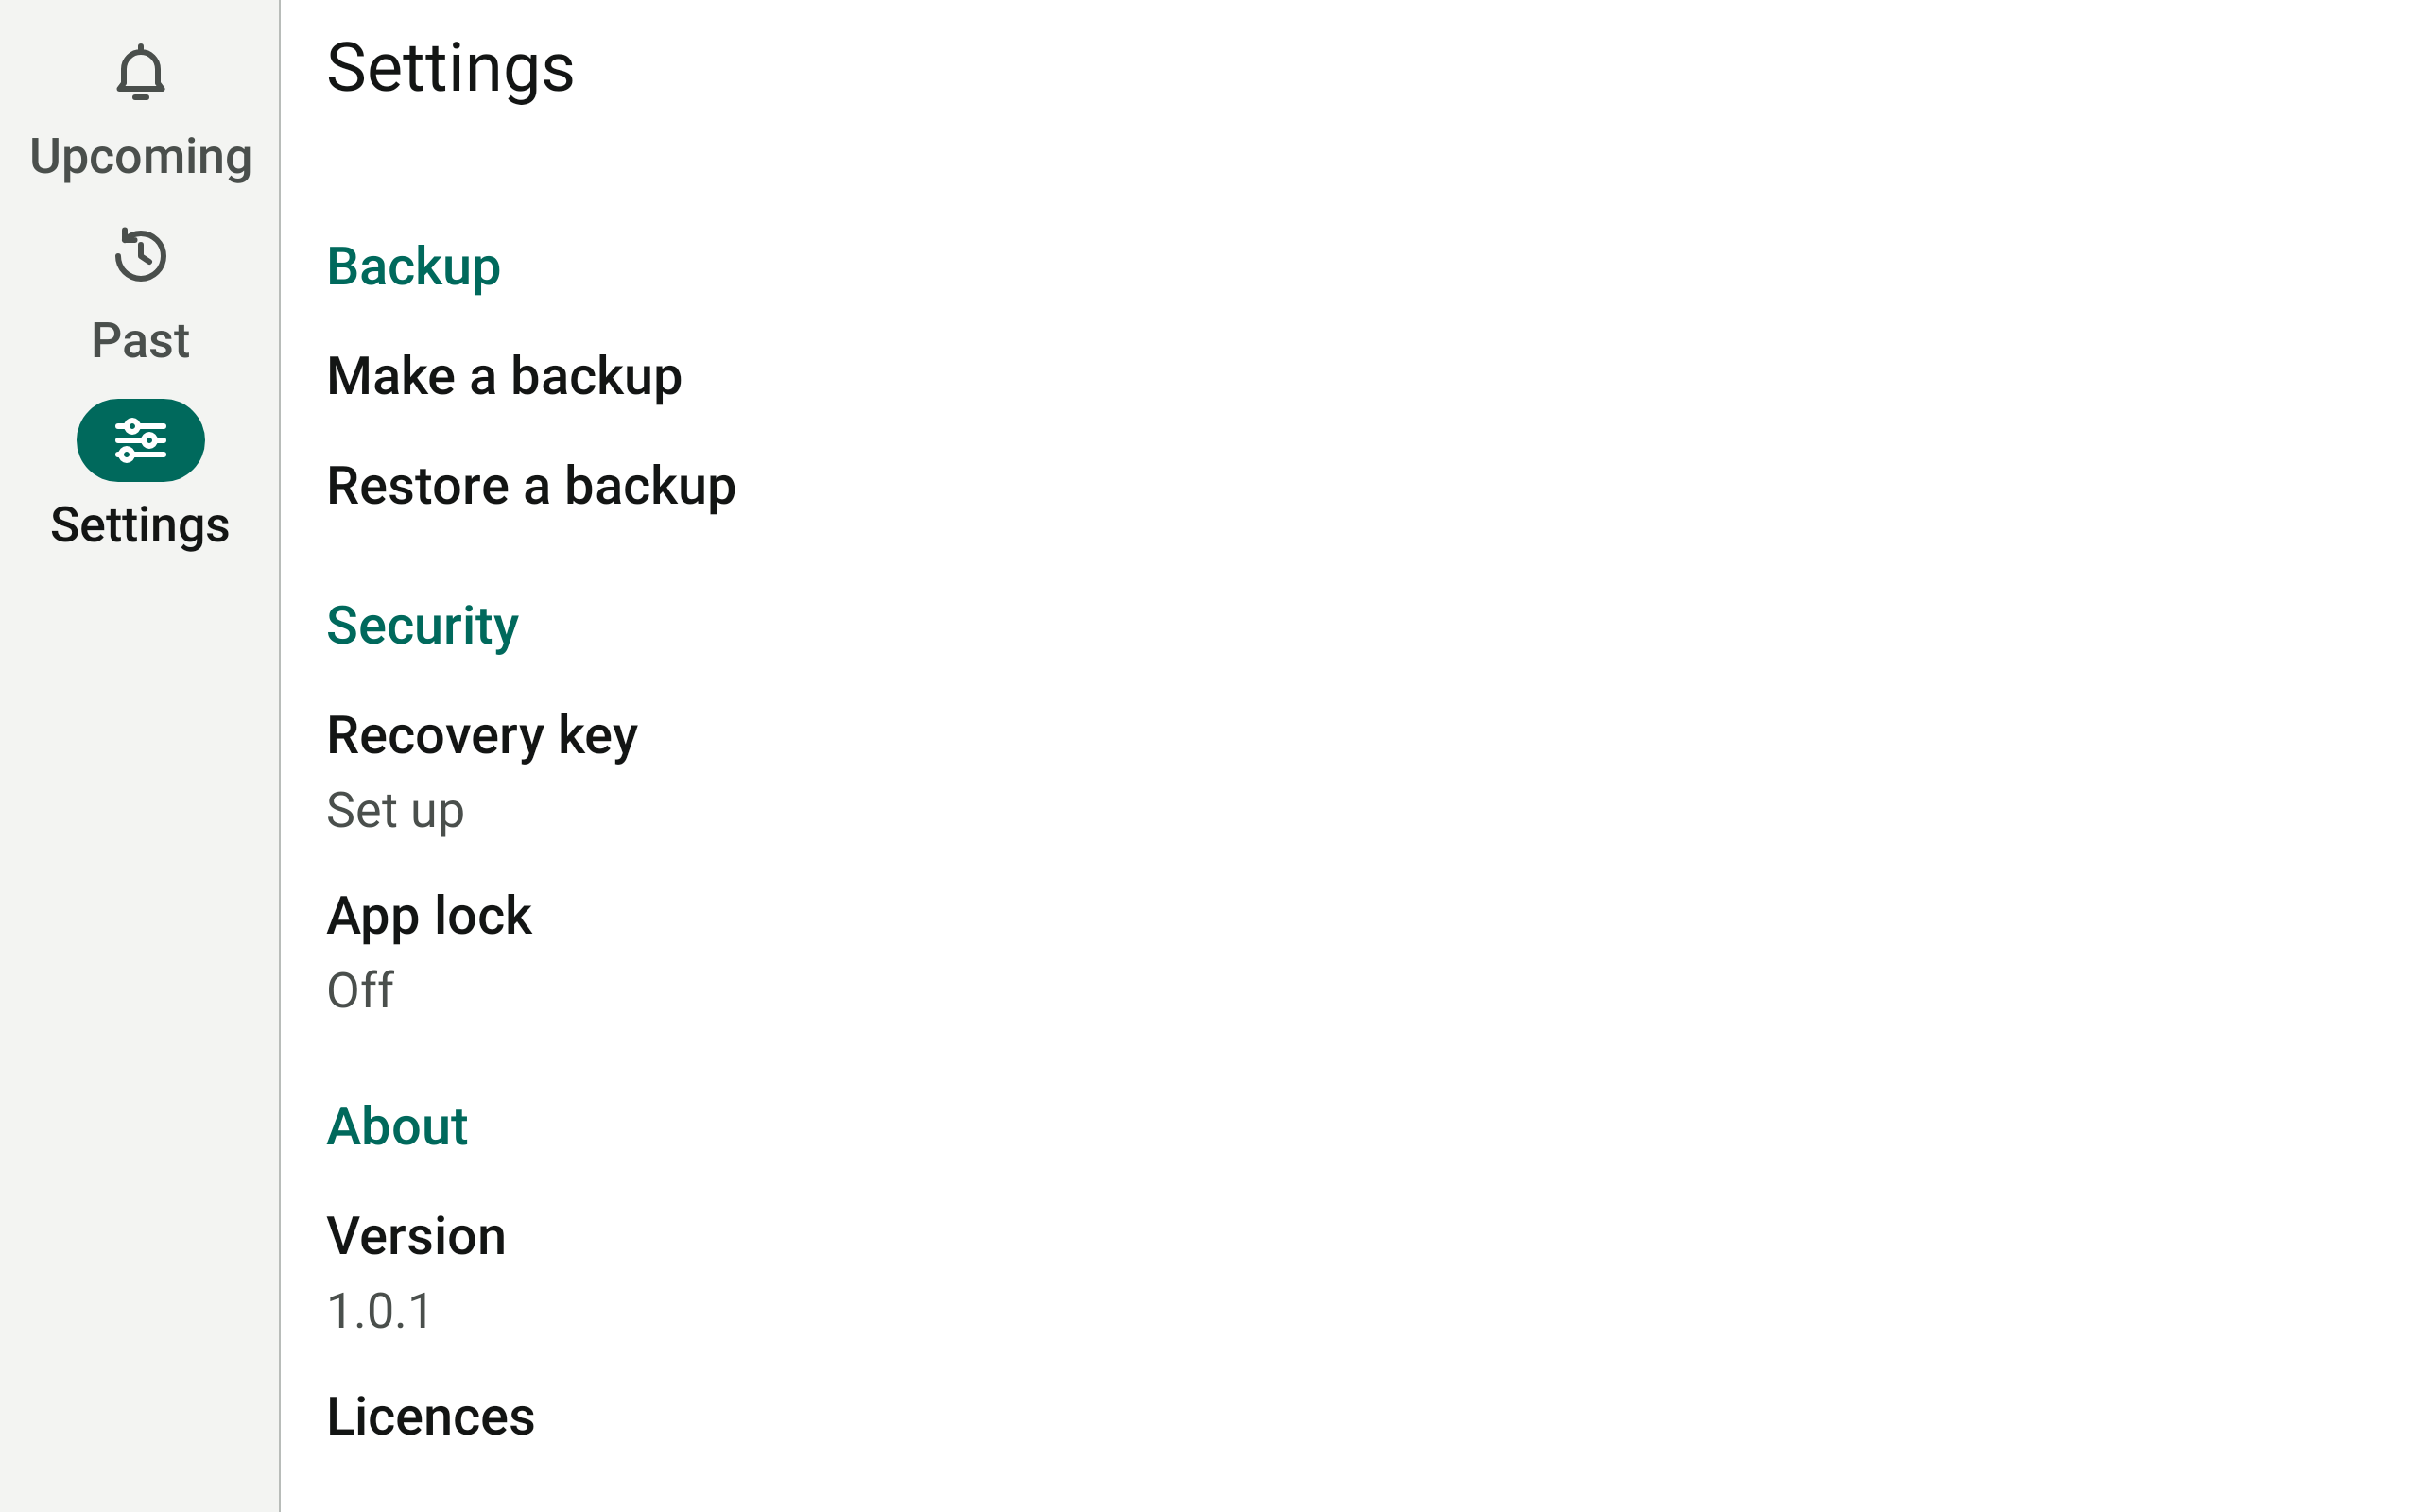 Upcoming
Past
Settings
Settings
Backup
Make a backup
Restore a backup
Security
Recovery key
Set up
App lock
Off
About
Version
1.0.1
Licences